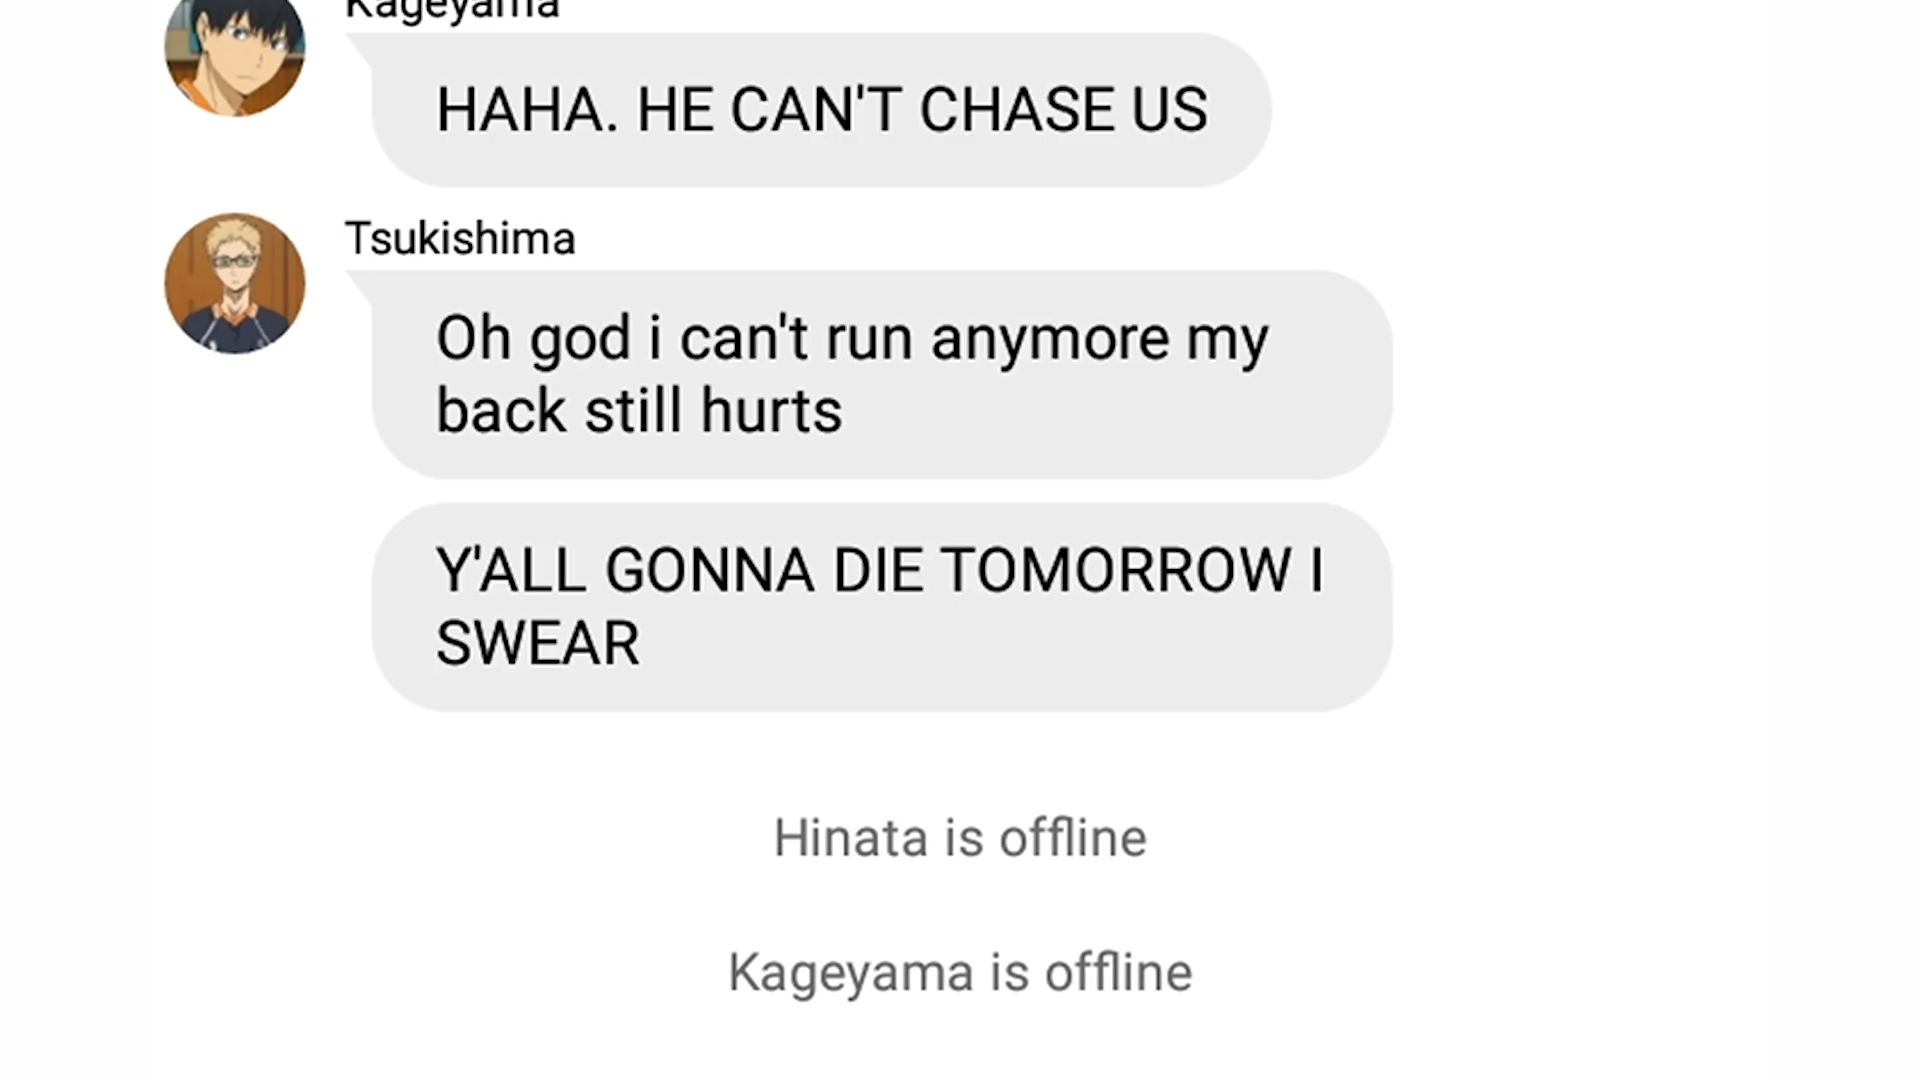 Kageyama
HAHA. HE CAN'T CHASE US
Tsukishima
Oh god i can't run anymore my
back still hurts
Y'ALL GONNA DIE TOMORROW I
SWEAR
Hinata is offline
Kageyama is offline